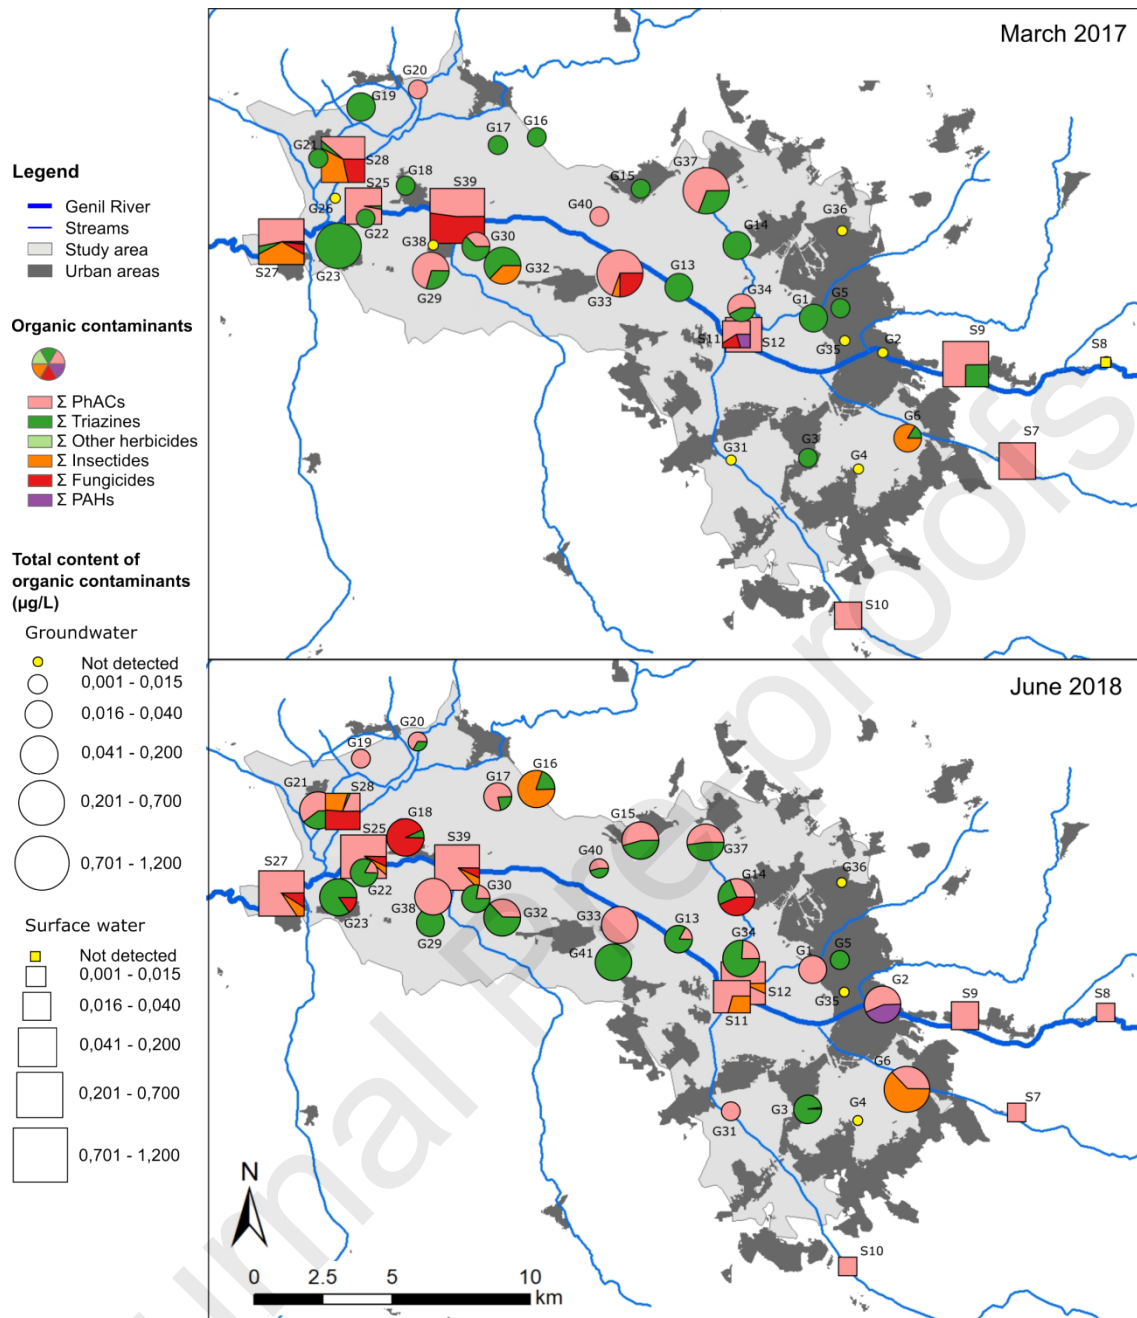 March 2017
Legend
Genil River
Streams
Study area
Urban areas
Organic contaminants
Σ PhACs
Σ Triazines
Σ Other herbicides
Σ Insectides
Σ Fungicides
Σ PAHs
Total content of
organic contaminants
(µg/L)
Groundwater
Not detected
0,001 - 0,015
0,016 - 0,040
0,041 - 0,200
0,201 - 0,700
0,701 - 1,200
Surface water
Not detected
0,001 - 0,015
0,016 - 0,040
0,041 - 0,200
0,201 - 0,700
0,701 - 1,200
G20
G19
G17
G16
G21
S28
G37
G18
S25
S39
G15
G26
G40
G36
G22
G38
G30
G14
S27
G23
G32
G13
G29
G33
G34
G1
G5
S11
S12
G35
G2
S9
S8
G6
G31
G3
G4
S7
S10
June 2018
G20
G19
G16
G17
G21
S28
G18
G15
S25
S39
G37
G40
G36
S27
G22
G14
G30
G38
G23
G32
G33
G13
G29
G34
G5
G41
G1
G2
S12
G35
S9
S8
S11
G6
G3
G4
S7
G31
S10
N
0 2.5 5 10
km
Journal Pre-proofs